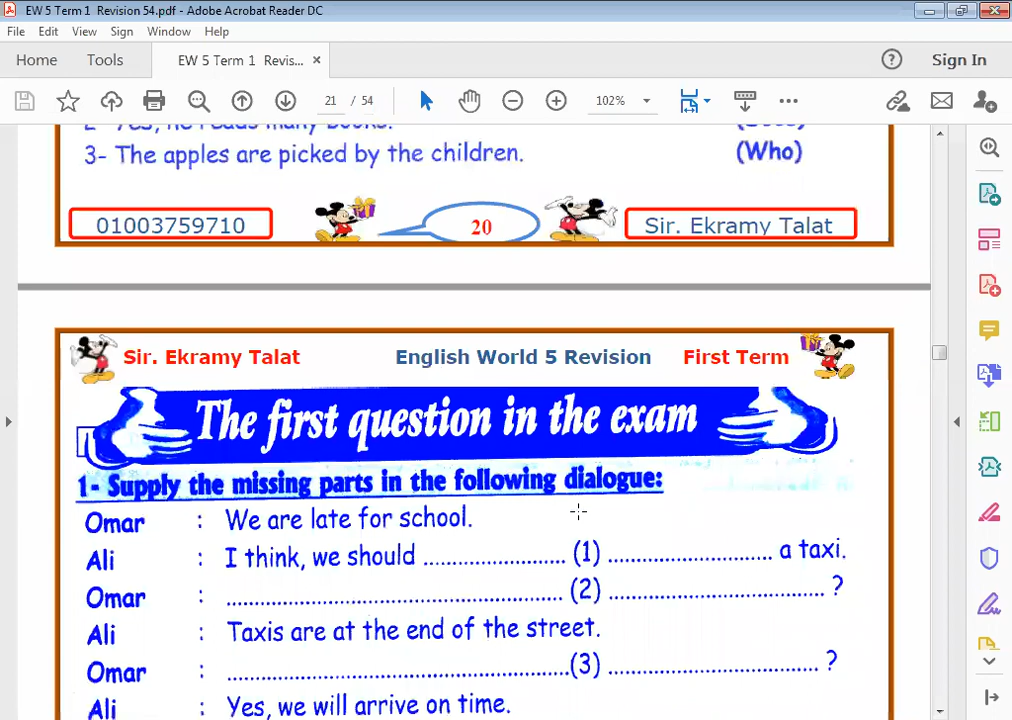 EW 5 Term 1 Revision 54.pdf - Adobe Acrobat Reader DC
File Edit View Sign Window Help
Home Tools EW 5 Term 1 Revis... × Sign In
21 / 54 102%
3- The apples are picked by the children. (Who)
01003759710 20 Sir. Ekramy Talat
Sir. Ekramy Talat English World 5 Revision First Term
The first question in the exam
1- Supply the missing parts in the following dialogue:
Omar : We are late for school.
Ali : I think, we should ........................ (1) ............................ a taxi.
Omar : ........................................................ (2) .................................... ?
Ali : Taxis are at the end of the street.
Omar : ........................................................(3) .................................... ?
Ali : Yes, we will arrive on time.